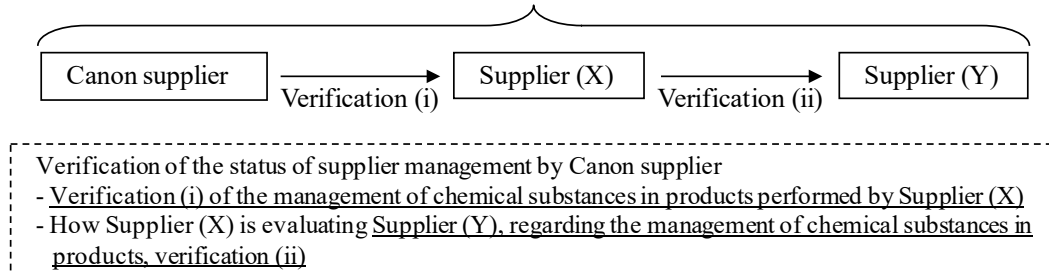 Canon supplier
Supplier (X)
Supplier (Y)
Verification (i)
Verification (ii)
Verification of the status of supplier management by Canon supplier
- Verification (i) of the management of chemical substances in products performed by Supplier (X)
- How Supplier (X) is evaluating Supplier (Y), regarding the management of chemical substances in
products, verification (ii)